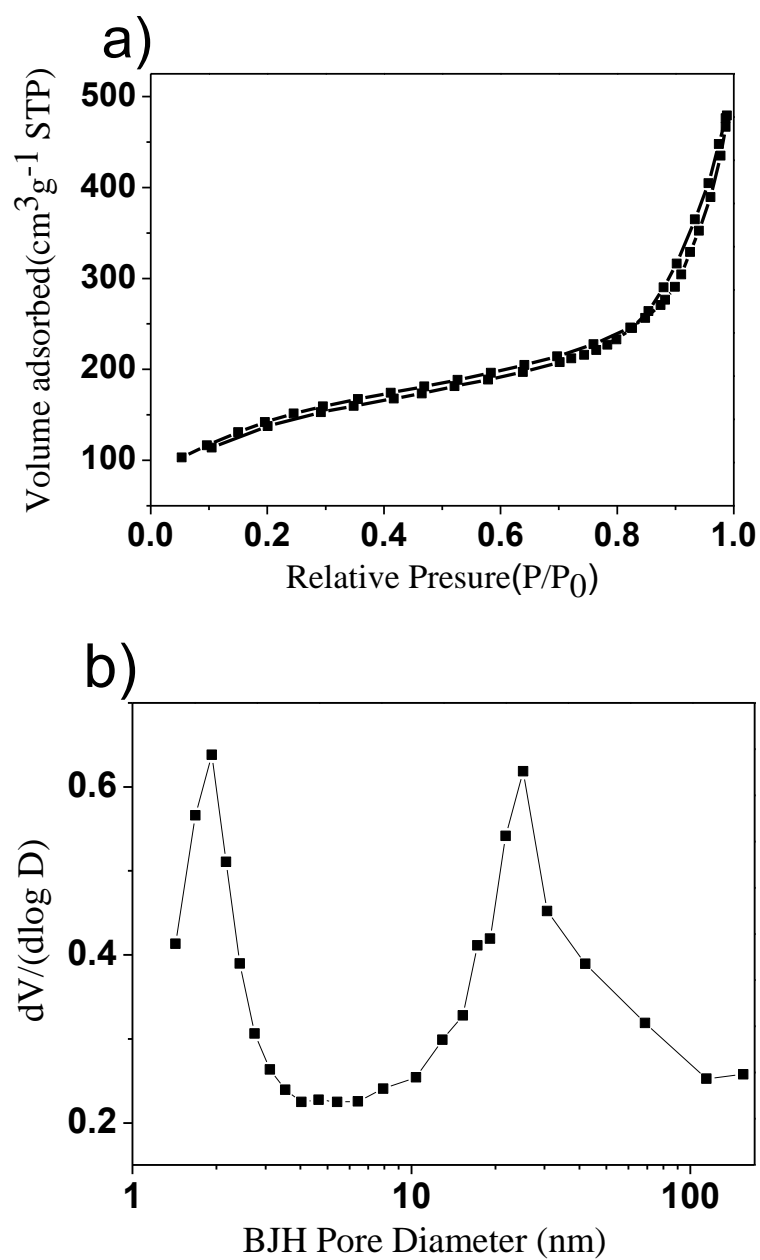 a)
Volume adsorbed(cm³g⁻¹ STP)
500
400
300
200
100
0.0 0.2 0.4 0.6 0.8 1.0
Relative Presure(P/P₀)
b)
dV/(dlog D)
0.6
0.4
0.2
1 10 100
BJH Pore Diameter (nm)